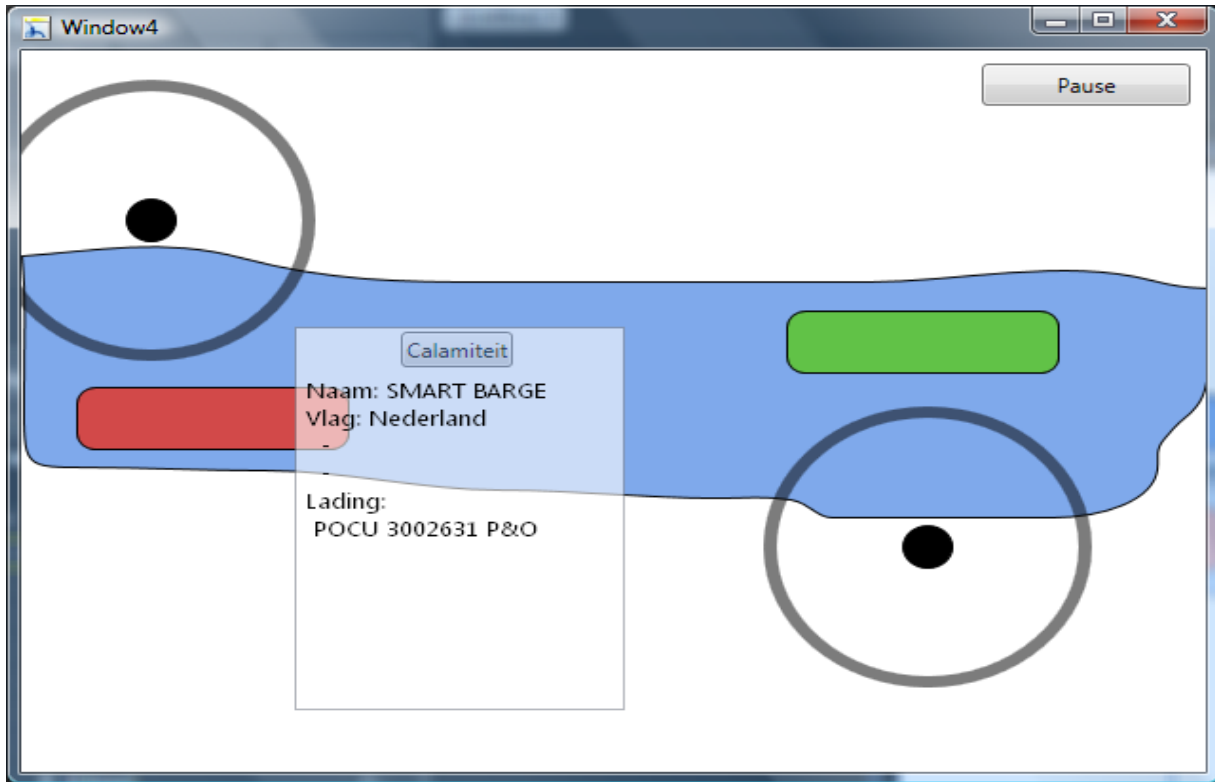 Window4
Pause
Calamiteit
Naam: SMART BARGE
Vlag: Nederland
-
-
Lading:
POCU 3002631 P&O